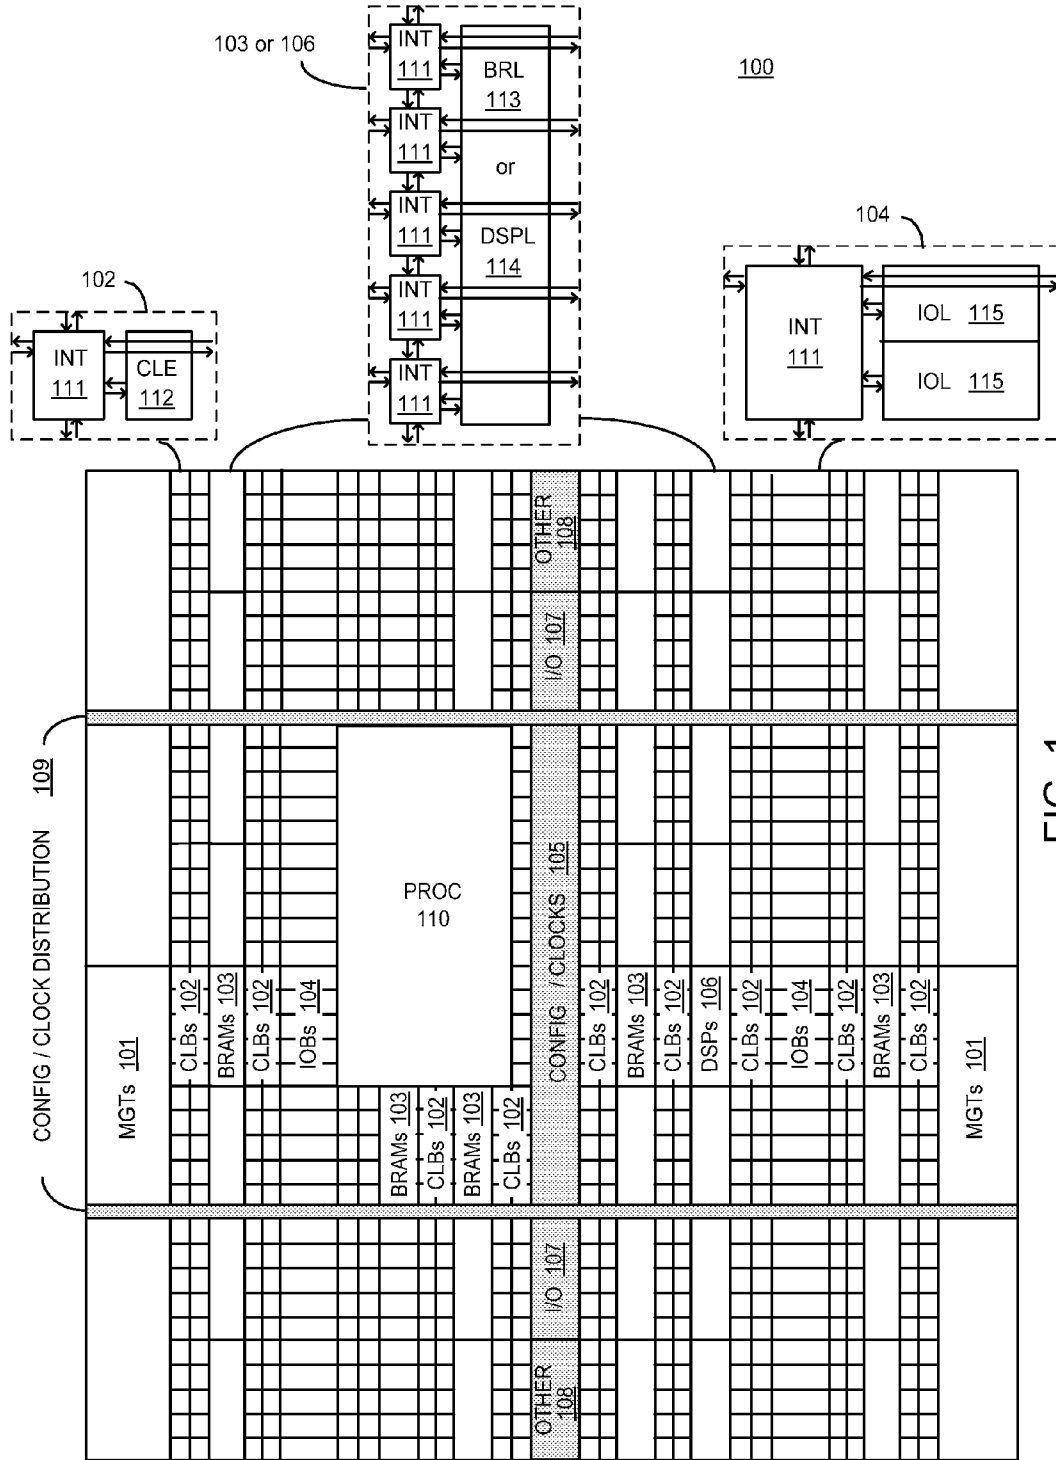 103 or 106
100
INT
111
INT
111
INT
111
INT
111
INT
111
BRL
113
or
DSPL
114
102
INT
111
CLE
112
104
INT
111
IOL 115
IOL 115
OTHER 108
I/O 107
CONFIG / CLOCK DISTRIBUTION 109
PROC
110
CONFIG / CLOCKS 105
MGTs 101
CLBs 102
BRAMs 103
CLBs 102
IOBs 104
BRAMs 103
CLBs 102
BRAMs 103
CLBs 102
CLBs 102
BRAMs 103
CLBs 102
DSPs 106
CLBs 102
IOBs 104
CLBs 102
BRAMs 103
CLBs 102
MGTs 101
I/O 107
OTHER 108
FIG. 1